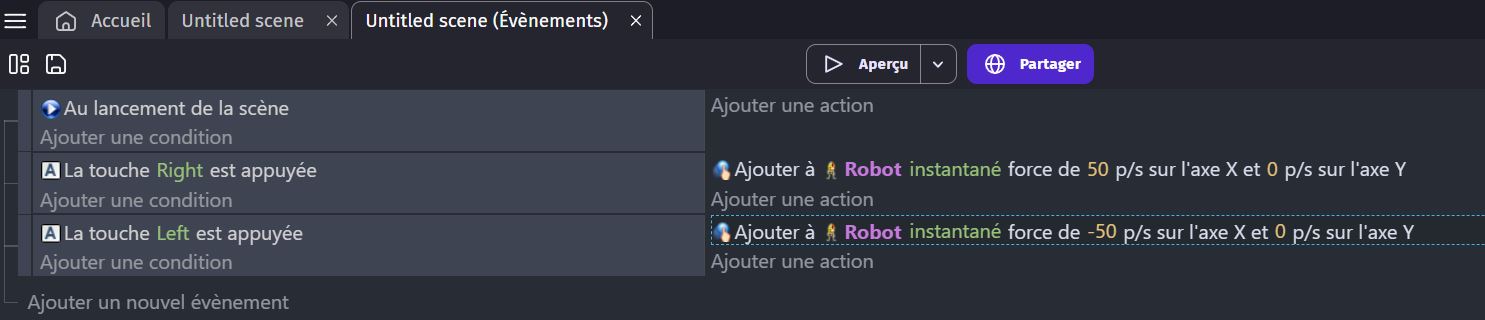 Accueil
Untitled scene
Untitled scene (Évènements)
Aperçu
Partager
Au lancement de la scène
Ajouter une condition
Ajouter une action
La touche Right est appuyée
Ajouter une condition
Ajouter à Robot instantané force de 50 p/s sur l'axe X et 0 p/s sur l'axe Y
Ajouter une action
La touche Left est appuyée
Ajouter une condition
Ajouter à Robot instantané force de -50 p/s sur l'axe X et 0 p/s sur l'axe Y
Ajouter une action
Ajouter un nouvel évènement